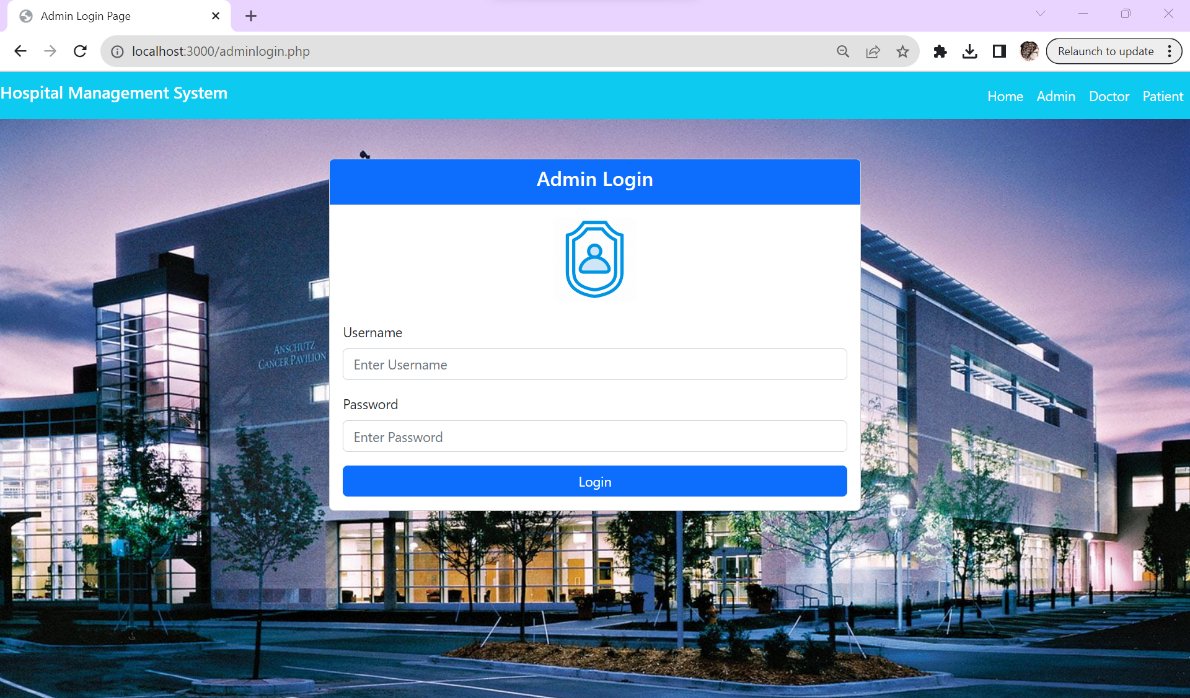 Admin Login Page
localhost:3000/adminlogin.php
Relaunch to update
Hospital Management System
Home Admin Doctor Patient
Admin Login
ANSCHUTZ
CANCER PAVILION
Username
Enter Username
Password
Enter Password
Login